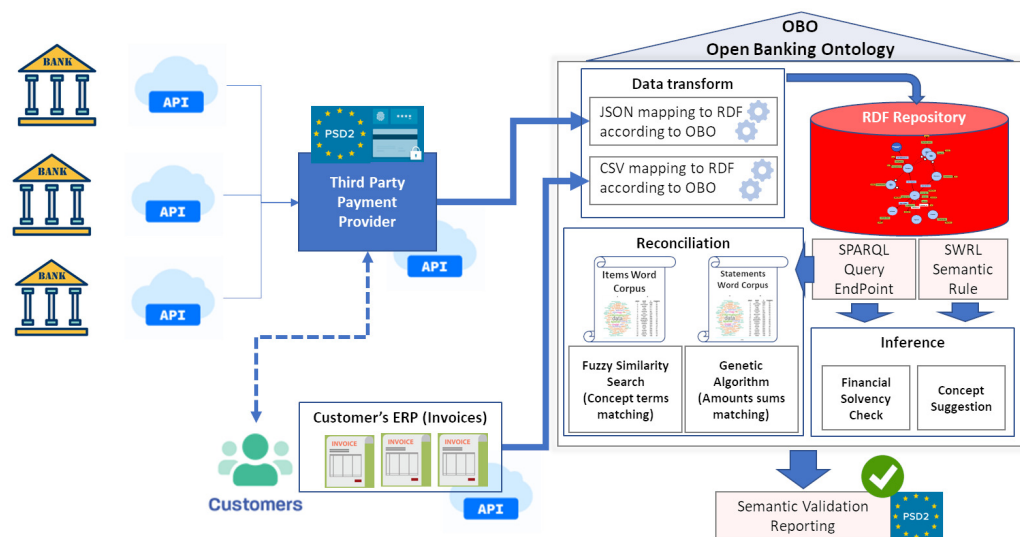 OBO
Open Banking Ontology
BANK
API
BANK
API
BANK
API
PSD2
Third Party
Payment
Provider
API
Customers
Customer's ERP (Invoices)
INVOICE
INVOICE
INVOICE
API
Data transform
JSON mapping to RDF
according to OBO
CSV mapping to RDF
according to OBO
RDF Repository
SPARQL
Query
EndPoint
SWRL
Semantic
Rule
Reconciliation
Items Word
Corpus
Statements
Word Corpus
Fuzzy Similarity
Search
(Concept terms
matching)
Genetic
Algorithm
(Amounts sums
matching)
Inference
Financial
Solvency
Check
Concept
Suggestion
Semantic Validation
Reporting
PSD2